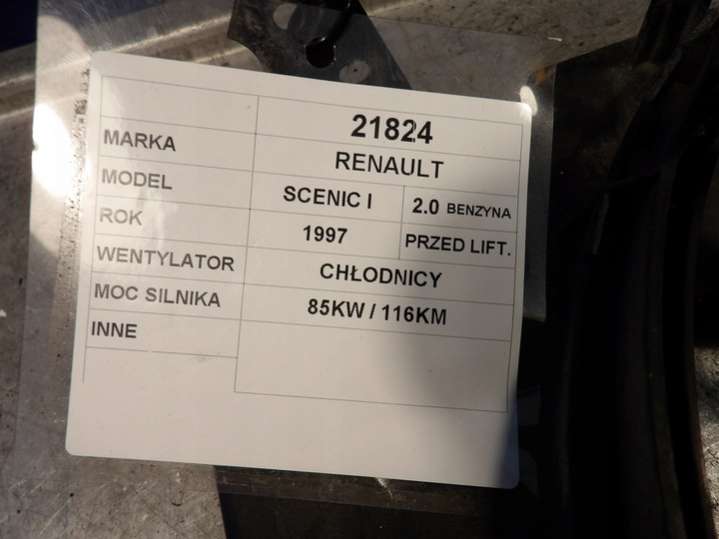 21824
MARKA RENAULT
MODEL SCENIC I 2.0 BENZYNA
ROK 1997 PRZED LIFT.
WENTYLATOR CHŁODNICY
MOC SILNIKA 85KW / 116KM
INNE